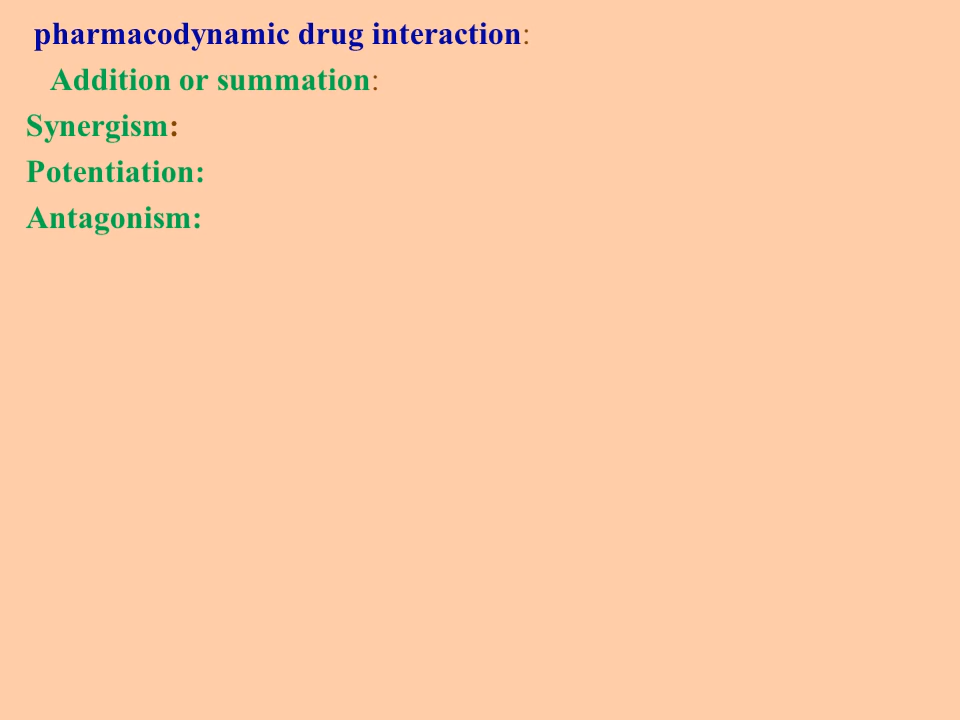 pharmacodynamic drug interaction:
Addition or summation:
Synergism:
Potentiation:
Antagonism: